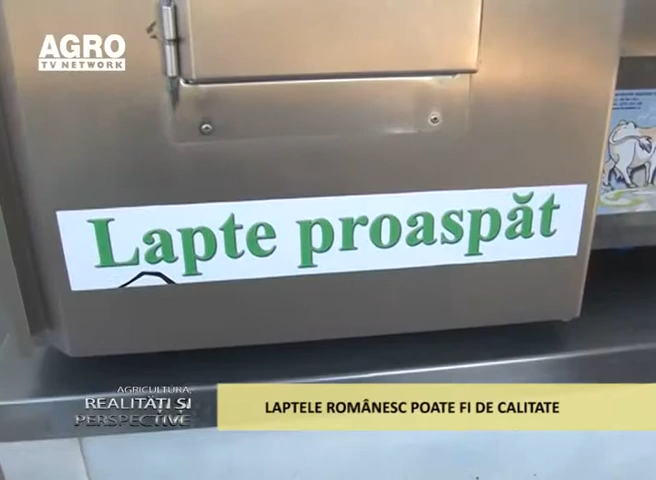 AGRO
TV NETWORK
Lapte proaspăt
AGRICULTURA,
REALITĂȚI ȘI
PERSPECTIVE
LAPTELE ROMÂNESC POATE FI DE CALITATE